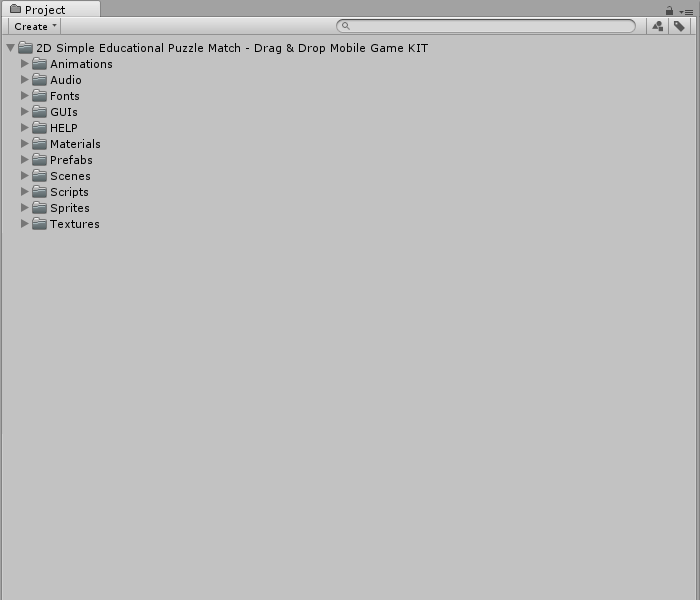 Project
Create
2D Simple Educational Puzzle Match - Drag & Drop Mobile Game KIT
Animations
Audio
Fonts
GUIs
HELP
Materials
Prefabs
Scenes
Scripts
Sprites
Textures